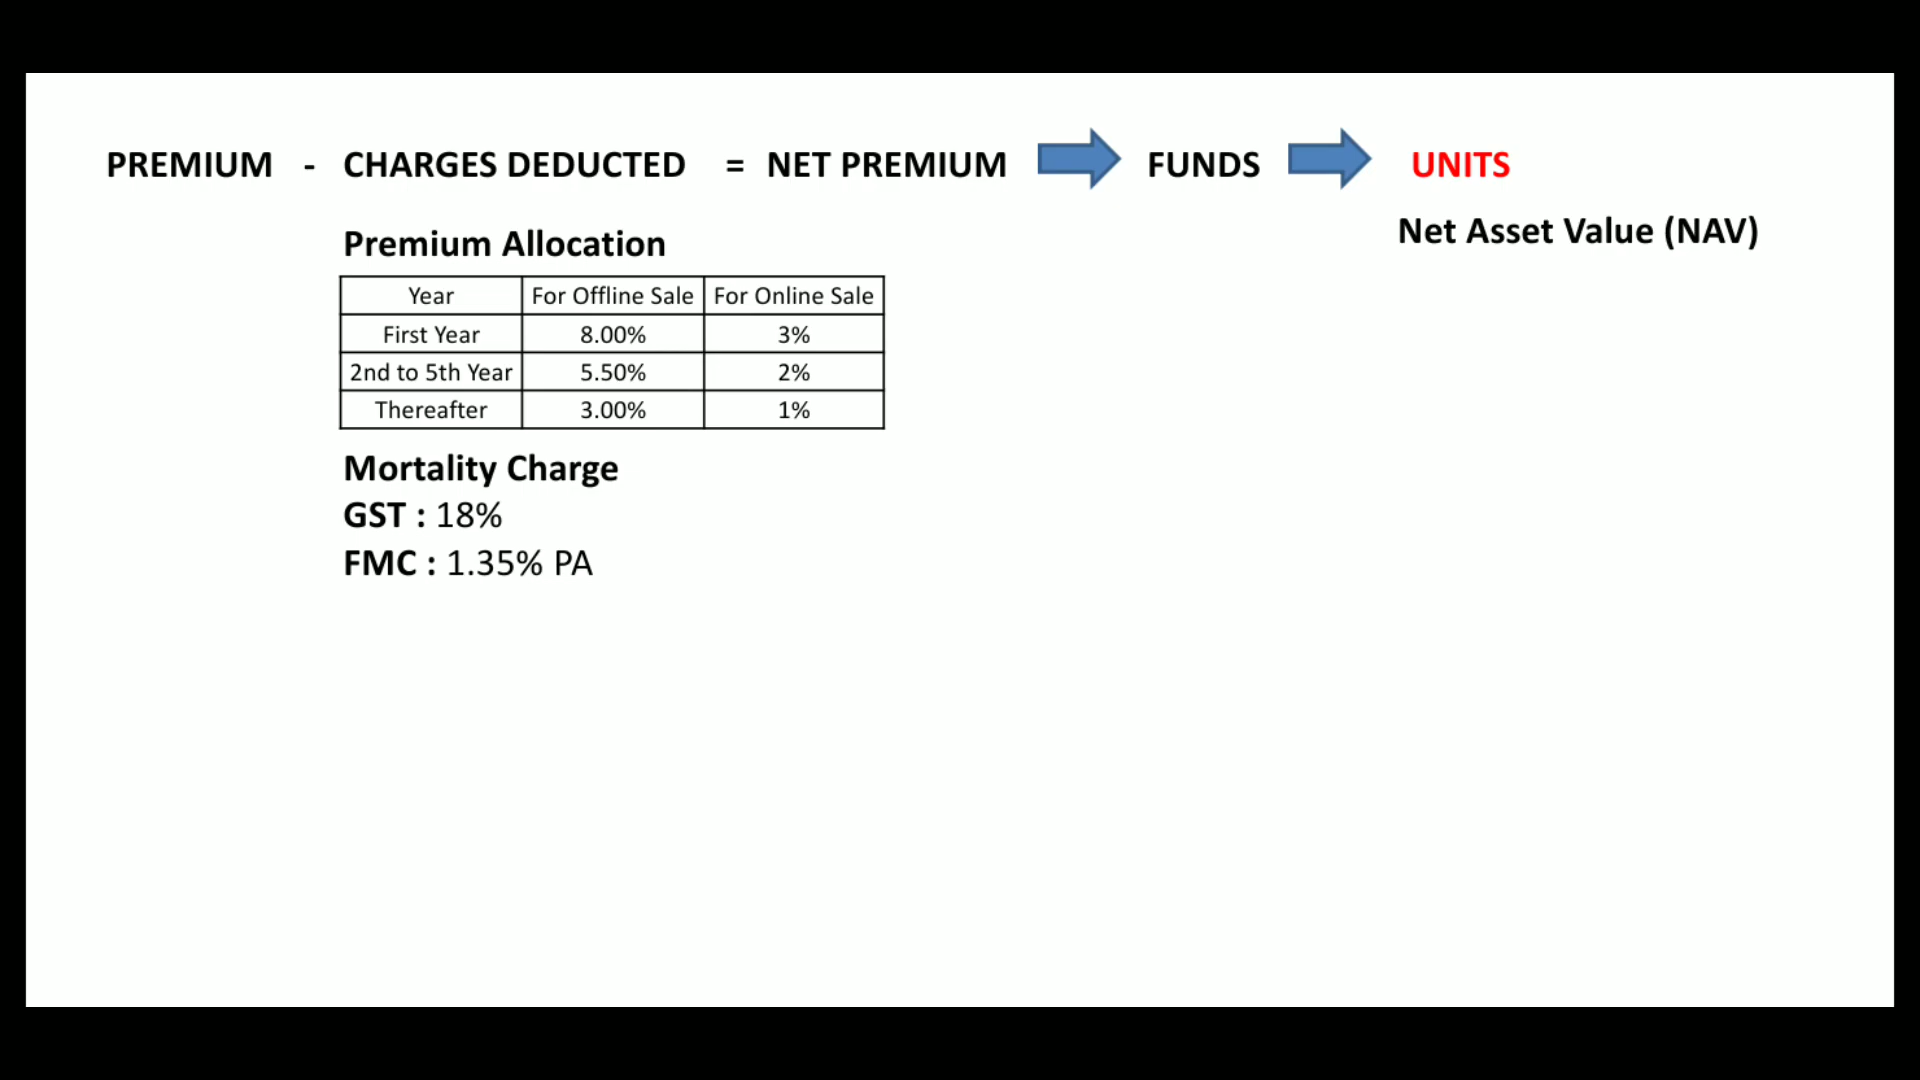 PREMIUM - CHARGES DEDUCTED = NET PREMIUM FUNDS UNITS
Net Asset Value (NAV)
Premium Allocation
Year For Offline Sale For Online Sale
First Year 8.00% 3%
2nd to 5th Year 5.50% 2%
Thereafter 3.00% 1%
Mortality Charge
GST : 18%
FMC : 1.35% PA